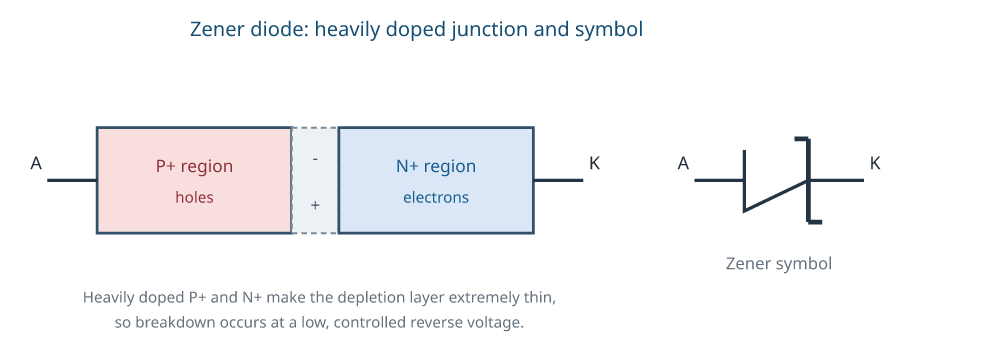 Zener diode: heavily doped junction and symbol
A
P+ region
holes
-
+
N+ region
electrons
K
A
K
Zener symbol
Heavily doped P+ and N+ make the depletion layer extremely thin,
so breakdown occurs at a low, controlled reverse voltage.